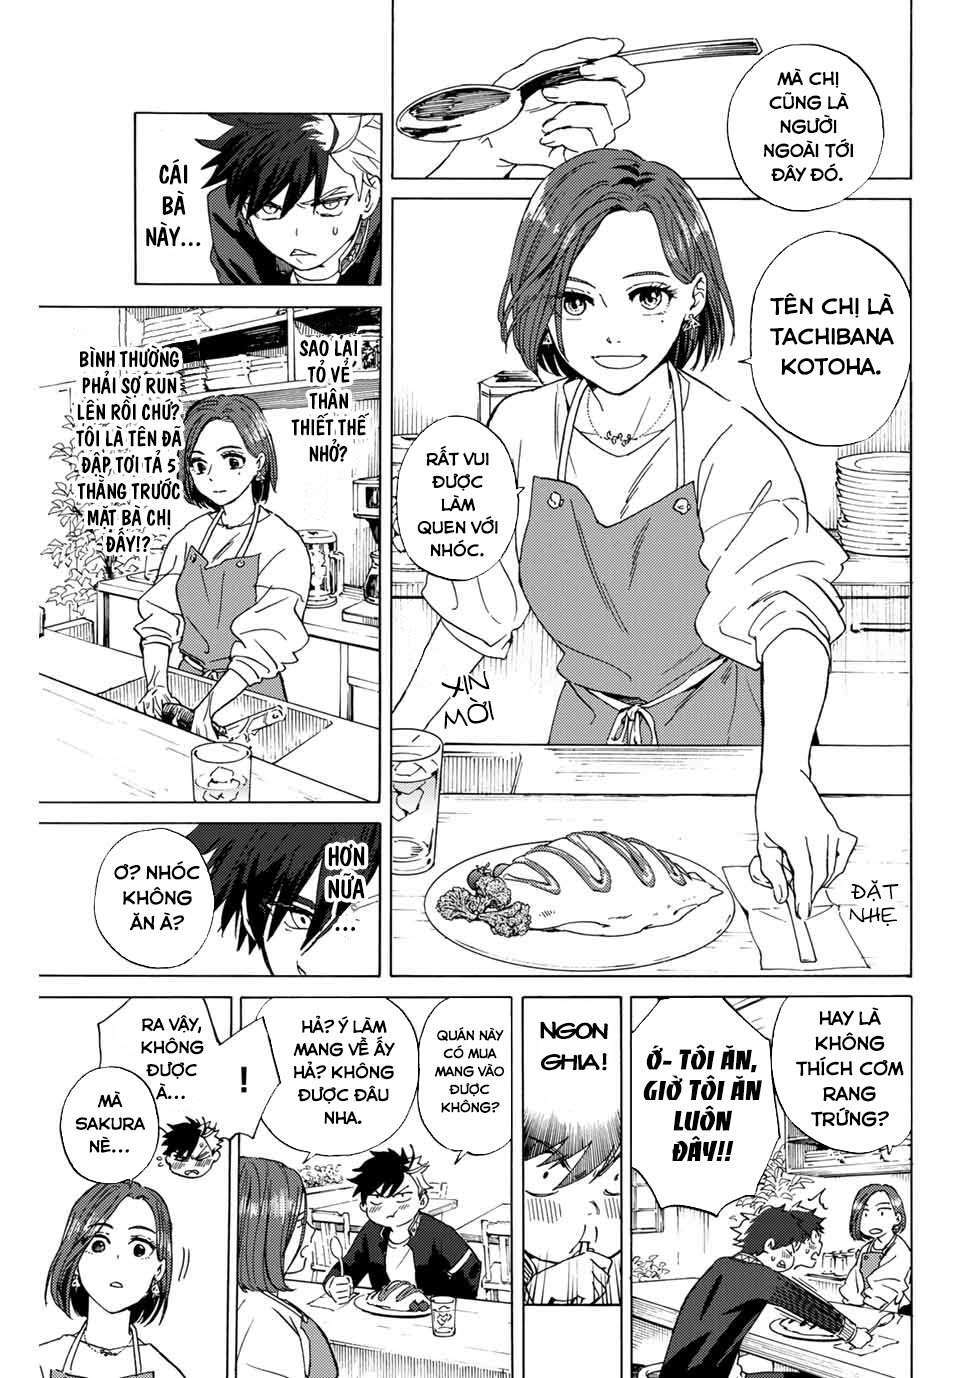 MÀ CHỊ
CŨNG LÀ
NGƯỜI
NGOÀI TỚI
ĐÂY ĐÓ.
TÊN CHỊ LÀ
TACHIBANA
KOTOHA.
RẤT VUI
ĐƯỢC
LÀM
QUEN VỚI
NHÓC.
XIN
MỜI
ĐẶT
NHẸ
CÁI
BÀ
NÀY...
SAO LẠI
TỎ VẺ
THÂN
THIẾT THẾ
NHỞ?
BÌNH THƯỜNG
PHẢI SỢ RUN
LÊN RỒI CHỨ?
TÔI LÀ TÊN ĐÃ
ĐẬP TƠI TẢ 5
THẰNG TRƯỚC
MẶT BÀ CHỊ
ĐẤY!?
HƠN
NỮA
...
Ơ? NHÓC
KHÔNG
ĂN À?
HAY LÀ
KHÔNG
THÍCH CƠM
RANG
TRỨNG?
Ớ- TÔI ĂN,
GIỜ TÔI ĂN
LUÔN
ĐÂY!!
NGON
GHIA!
QUÁN NÀY
CÓ MUA
MANG VÀO
ĐƯỢC
KHÔNG?
HẢ? Ý LÀM
MANG VỀ ẤY
HẢ? KHÔNG
ĐƯỢC ĐÂU
NHA.
!
RA VẬY,
KHÔNG
ĐƯỢC
À...
MÀ
SAKURA
NÈ...